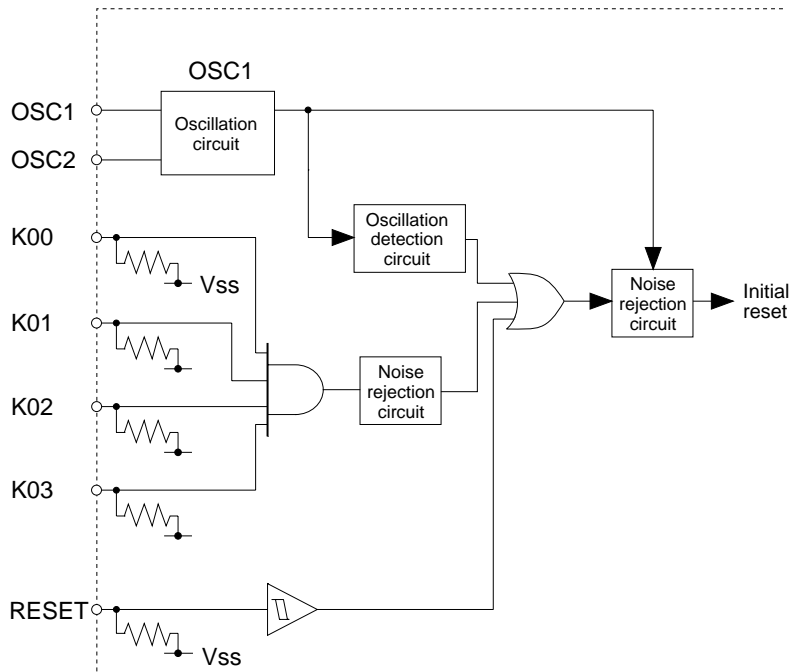 OSC1
OSC1
Oscillation
circuit
OSC2
K00
Oscillation
detection
circuit
Vss
Noise
rejection
circuit
Initial
reset
K01
Noise
rejection
circuit
K02
K03
RESET
Vss